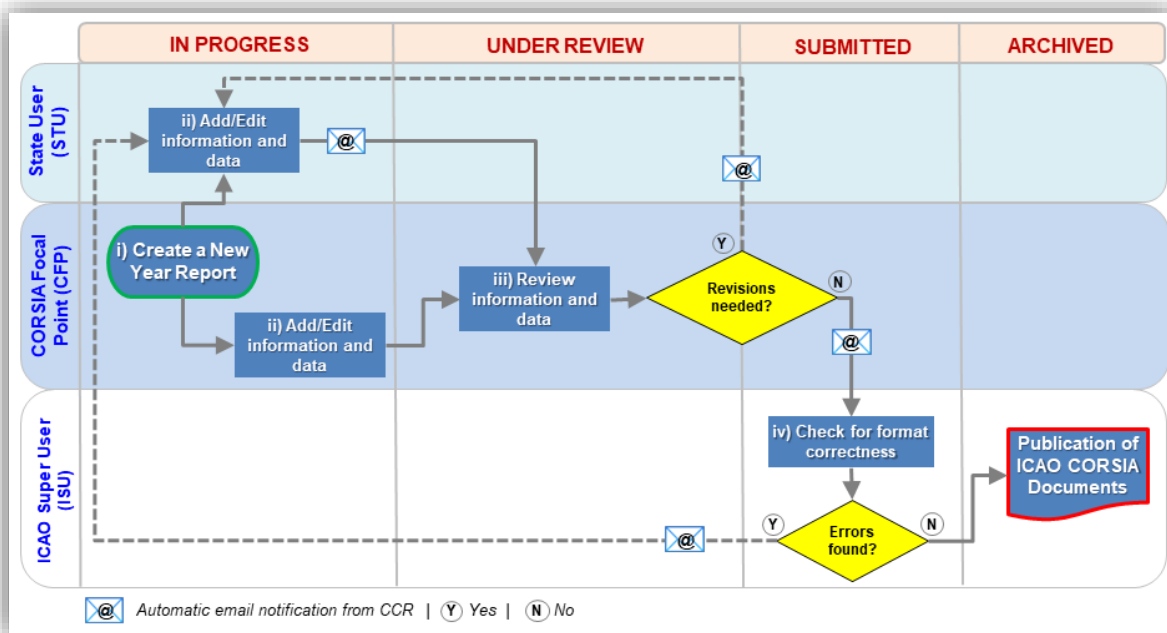 IN PROGRESS
UNDER REVIEW
SUBMITTED
ARCHIVED
State User
(STU)
ii) Add/Edit
information and
data
@
@
CORSIA Focal
Point (CFP)
i) Create a New
Year Report
ii) Add/Edit
information and
data
iii) Review
information and
data
Y
Revisions
needed?
N
@
ICAO Super User
(ISU)
iv) Check for format
correctness
Publication of
ICAO CORSIA
Documents
@
Y
Errors
found?
N
@ Automatic email notification from CCR | Y Yes | N No